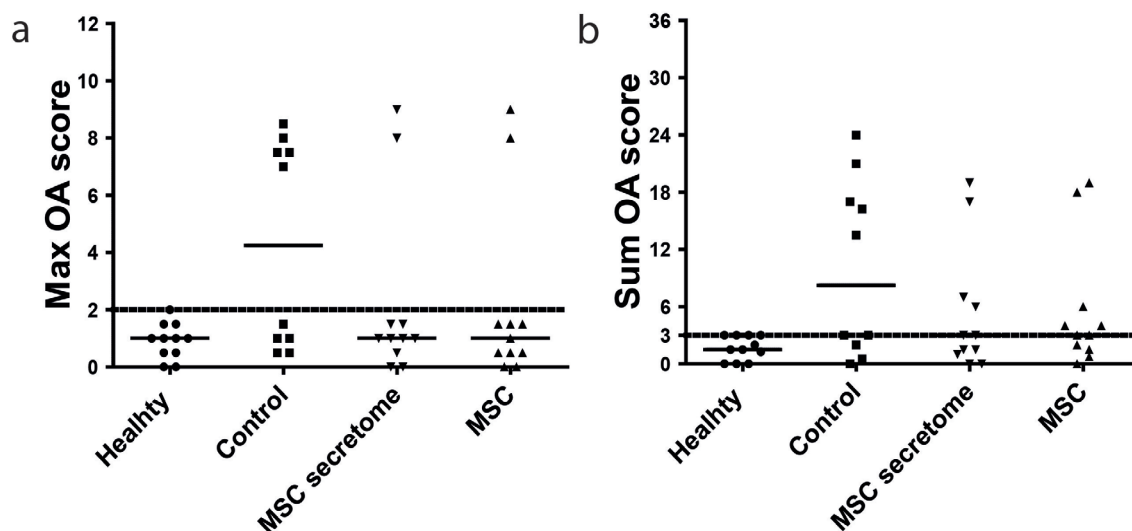 a
Max OA score
12
10
8
6
4
2
0
Healhty
Control
MSC secretome
MSC
b
Sum OA score
36
30
24
18
12
6
3
0
Healhty
Control
MSC secretome
MSC